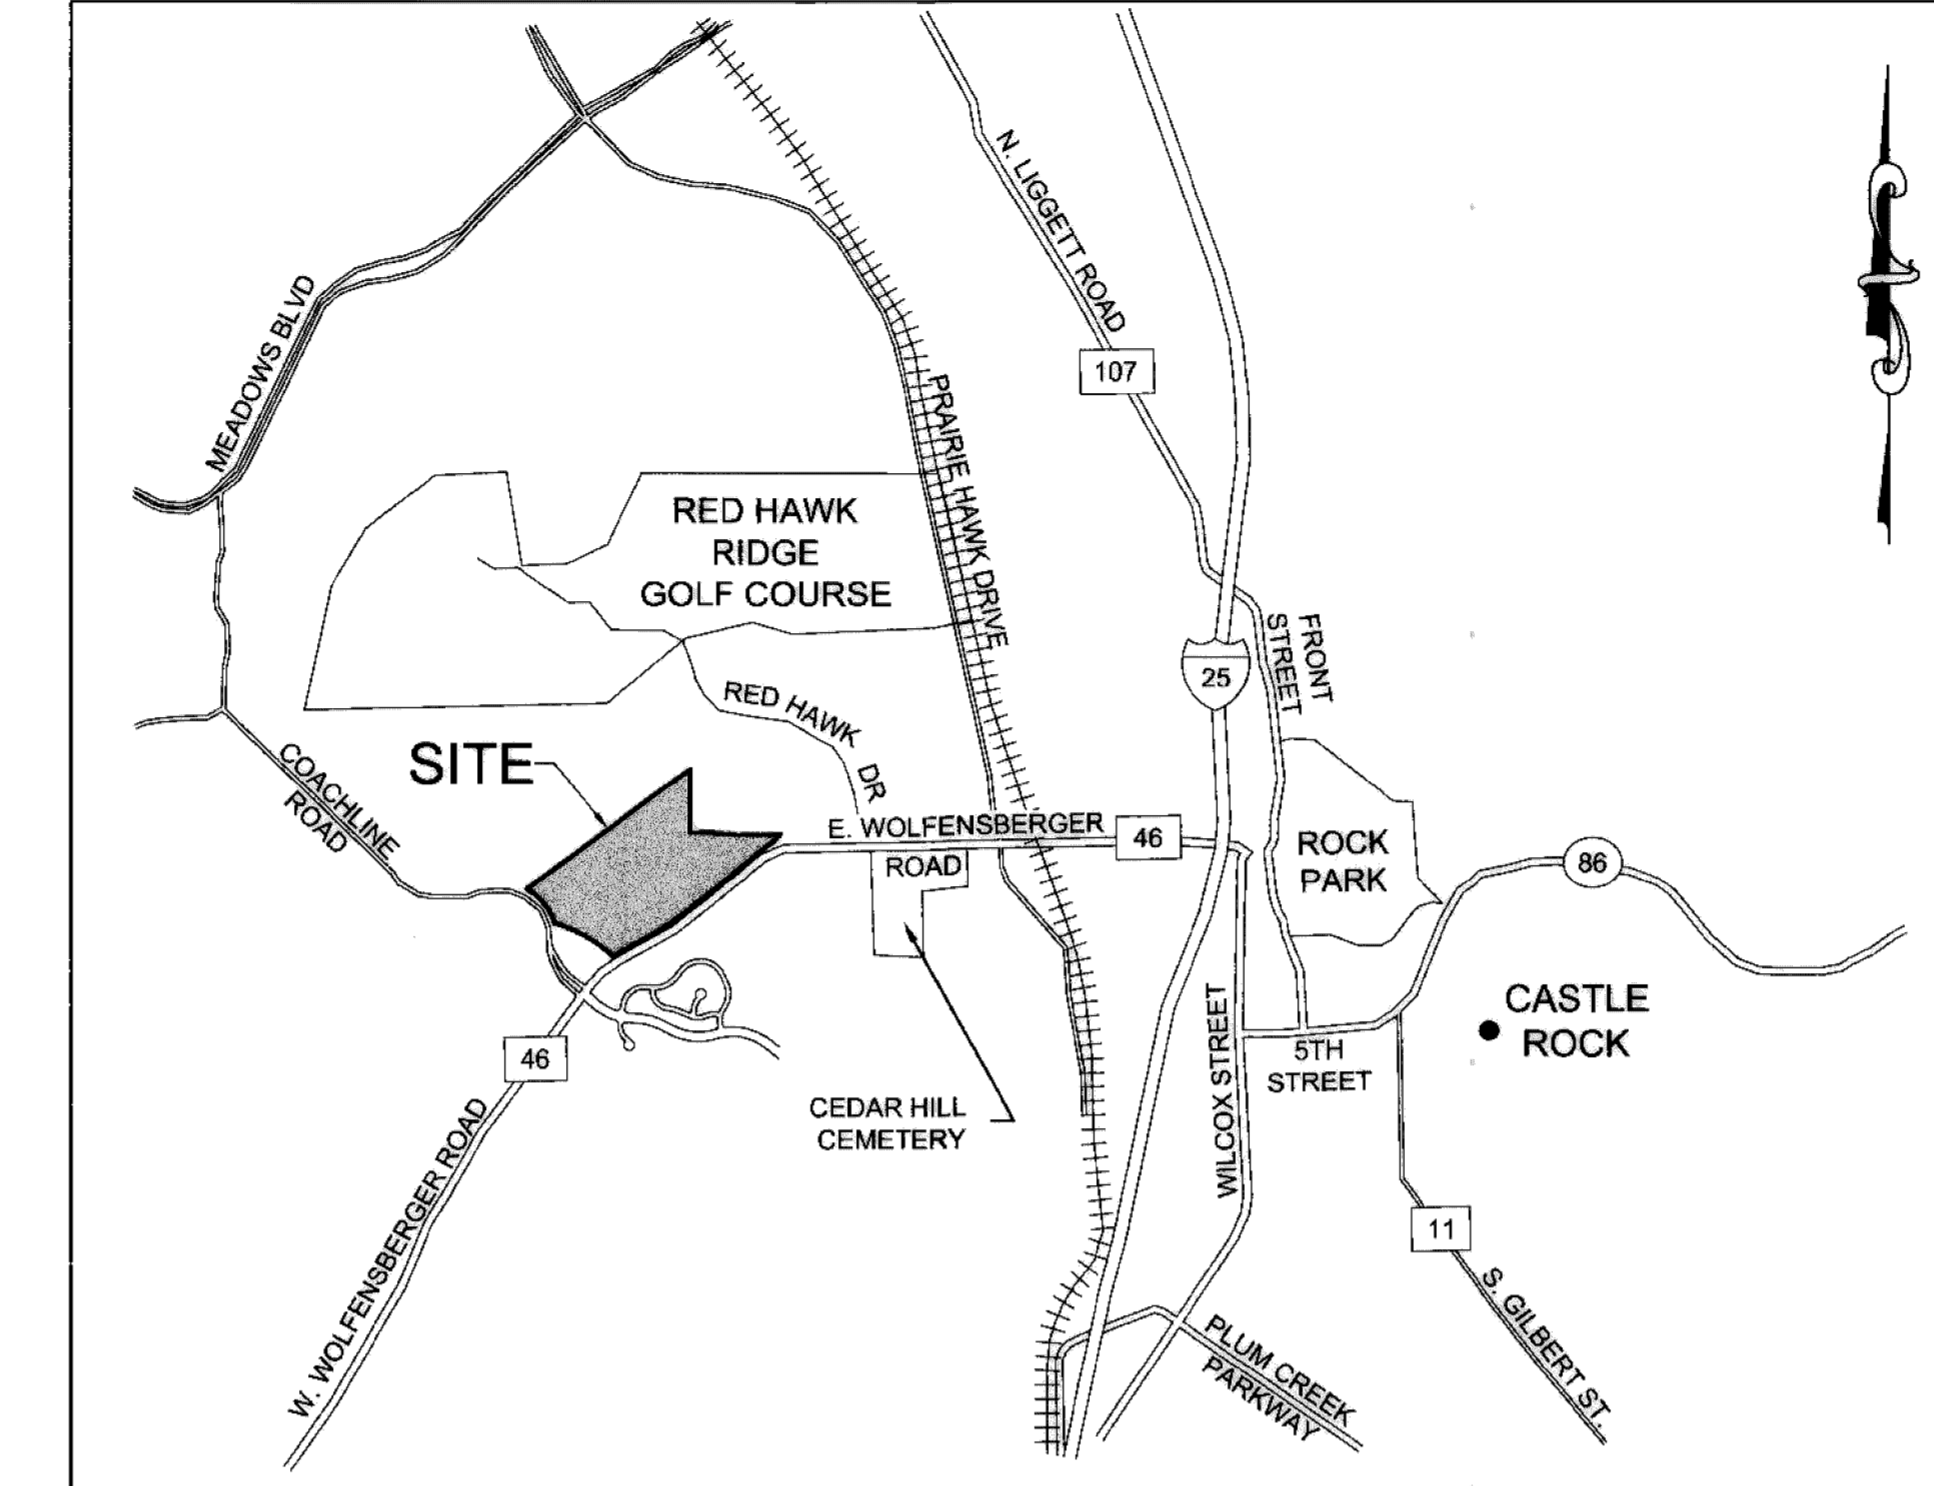 N. LIGGETT ROAD
107
MEADOWS BLVD
PRAIRIE HAWK DRIVE
RED HAWK
RIDGE
GOLF COURSE
FRONT
STREET
25
RED HAWK
DR
SITE
COACHLINE
ROAD
E. WOLFENSBERGER
ROAD
46
ROCK
PARK
86
CASTLE
ROCK
5TH
STREET
WILCOX STREET
46
CEDAR HILL
CEMETERY
W. WOLFENSBERGER ROAD
11
S. GILBERT ST.
PLUM CREEK
PARKWAY